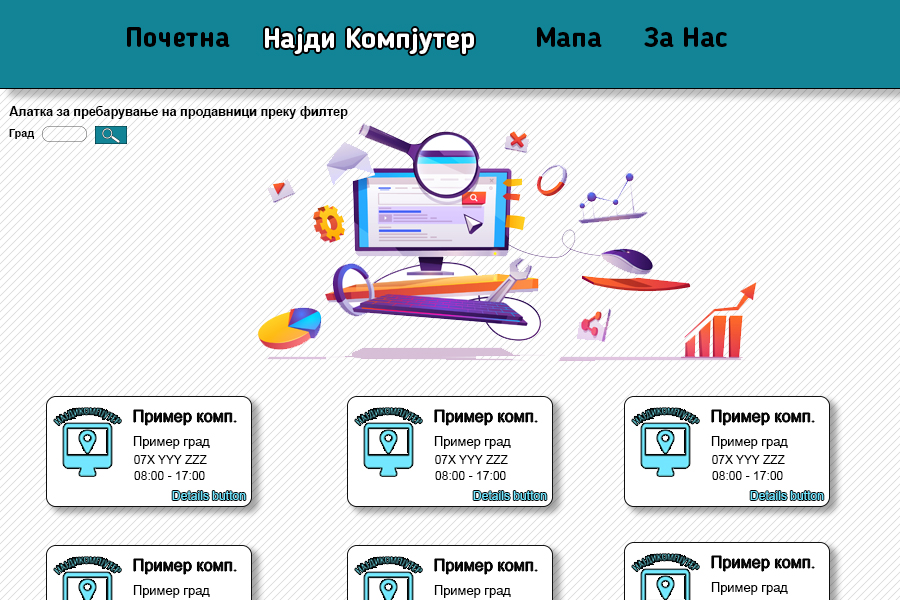 Почетна
Најди Компјутер
Мапа
За Нас
Алатка за пребарување на продавници преку филтер
Град
НАЈДИКОМПЈУТЕР
Пример комп.
Пример град
07X YYY ZZZ
08:00 - 17:00
Details button
НАЈДИКОМПЈУТЕР
Пример комп.
Пример град
07X YYY ZZZ
08:00 - 17:00
Details button
НАЈДИКОМПЈУТЕР
Пример комп.
Пример град
07X YYY ZZZ
08:00 - 17:00
Details button
НАЈДИКОМПЈУТЕР
Пример комп.
Пример град
НАЈДИКОМПЈУТЕР
Пример комп.
Пример град
НАЈДИКОМПЈУТЕР
Пример комп.
Пример град